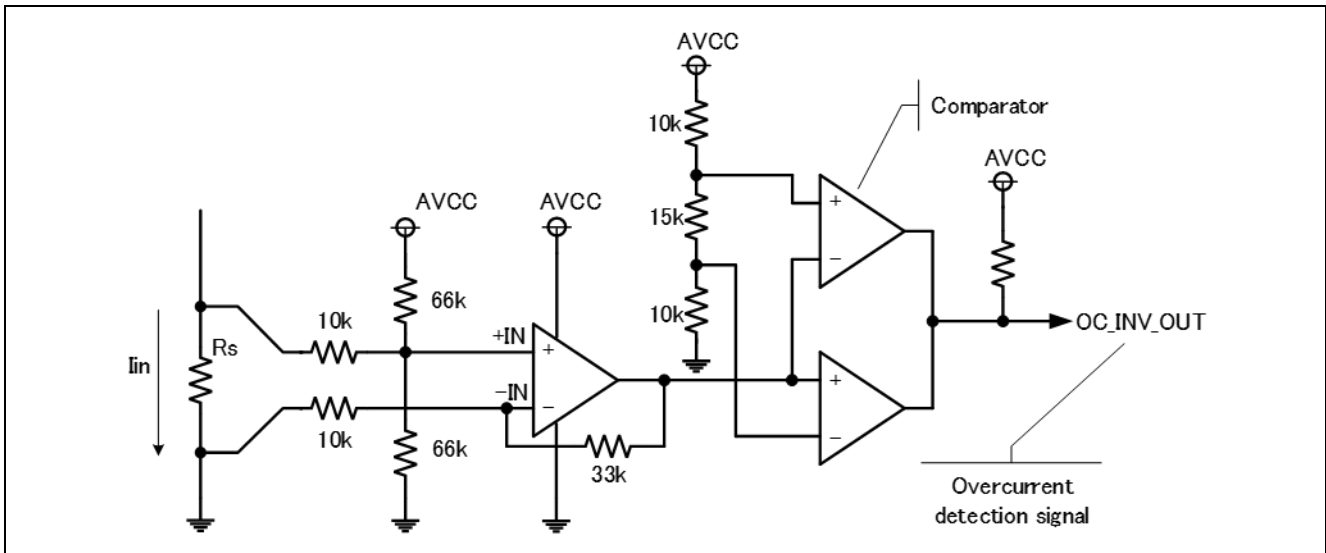 AVCC
Comparator
10k
AVCC
AVCC
AVCC
+
15k
−
66k
10k
10k
+IN
+
OC_INV_OUT
Rs
Iin
−IN
−
+
10k
66k
33k
−
Overcurrent
detection signal